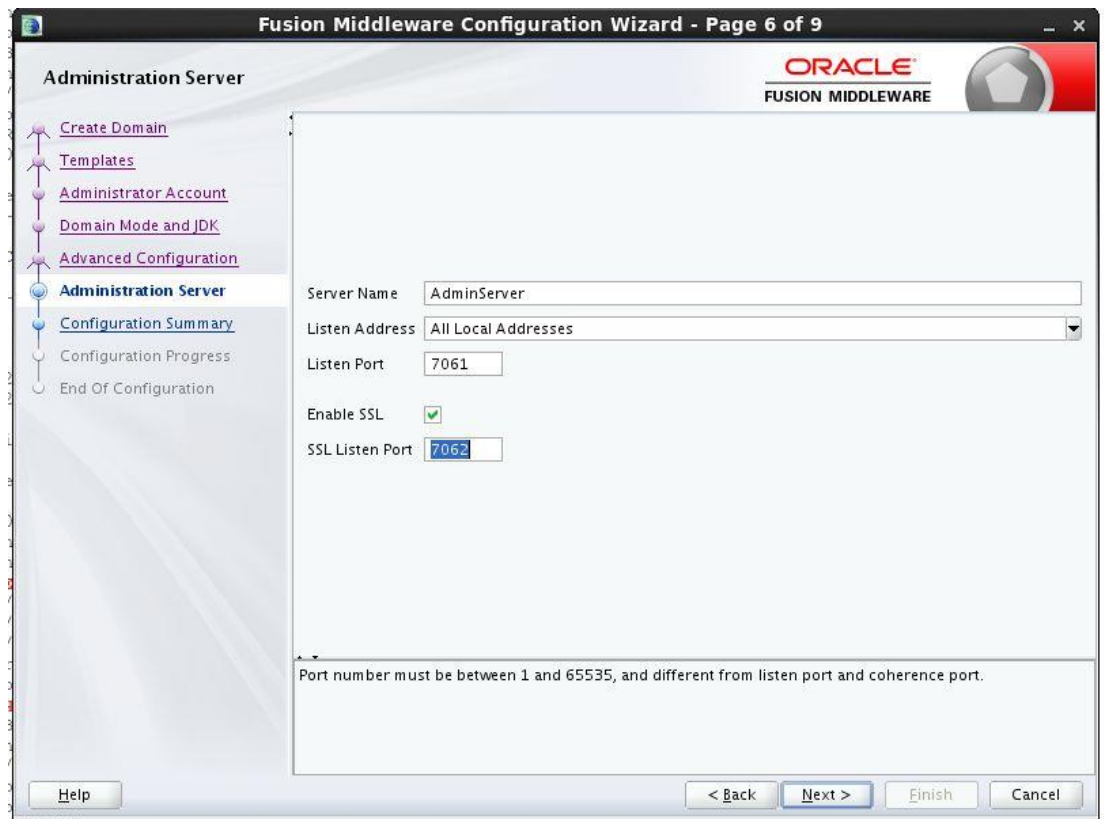 Fusion Middleware Configuration Wizard - Page 6 of 9
Administration Server
ORACLE
FUSION MIDDLEWARE
Create Domain
Templates
Administrator Account
Domain Mode and JDK
Advanced Configuration
Administration Server
Configuration Summary
Configuration Progress
End Of Configuration
Server Name AdminServer
Listen Address All Local Addresses
Listen Port 7061
Enable SSL
SSL Listen Port 7062
Port number must be between 1 and 65535, and different from listen port and coherence port.
Help < Back Next > Finish Cancel